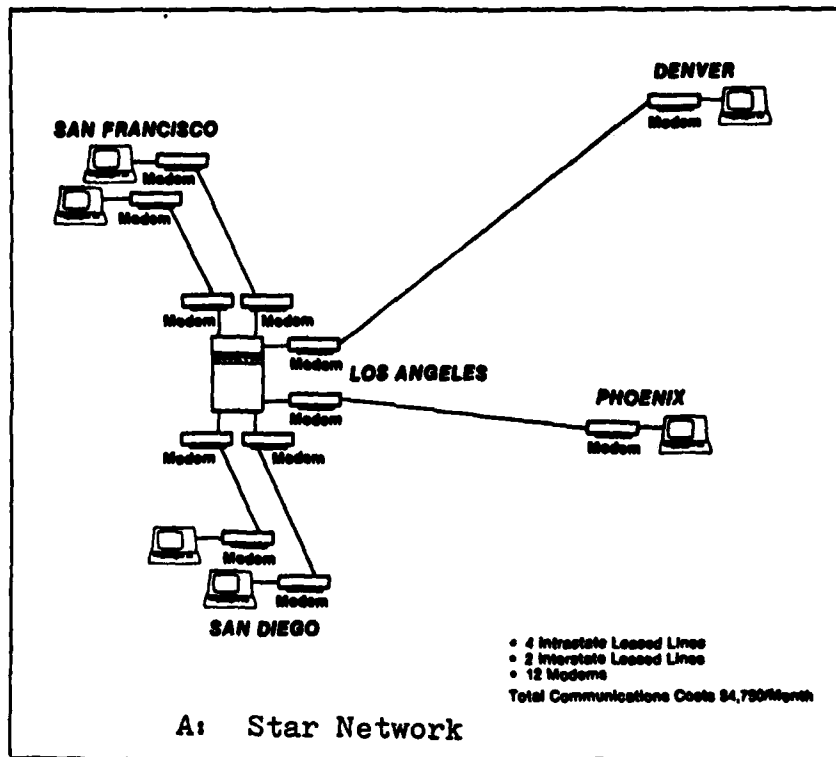 DENVER
Modem
SAN FRANCISCO
Modem
Modem
Modem
Modem
Modem
LOS ANGELES
Modem
PHOENIX
Modem
Modem
Modem
Modem
Modem
SAN DIEGO
• 4 Intrastate Leased Lines
• 2 Interstate Leased Lines
• 12 Modems
Total Communications Costs $4,750/Month
A: Star Network